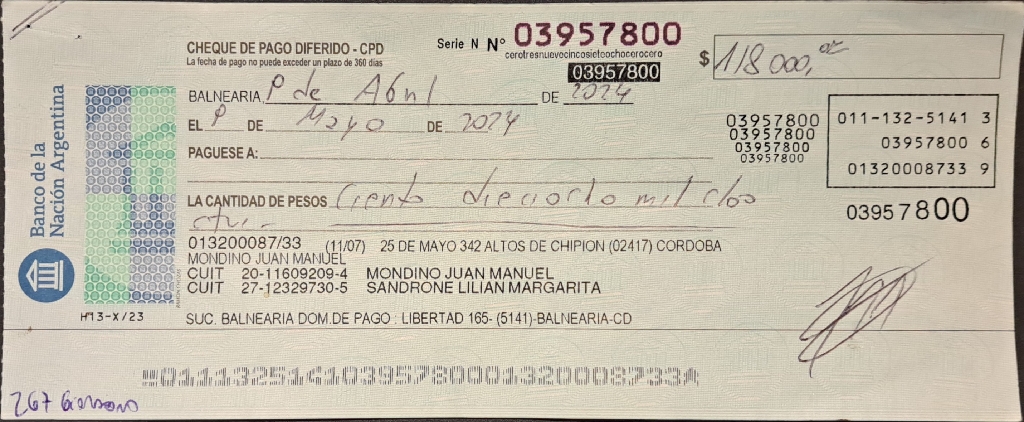 Banco de la
Nación Argentina
CHEQUE DE PAGO DIFERIDO - CPD
La fecha de pago no puede exceder un plazo de 360 días
Serie N Nº 03957800
cerotresnuevecincosieteochocerocero
03957800
$ 118 000,
BALNEARIA, de Abril DE 2024
EL DE Mayo DE 2024
PAGUESE A:
LA CANTIDAD DE PESOS Ciento dieciocho mil
03957800
03957800
03957800
03957800
011-132-5141 3
03957800 6
01320008733 9
03957800
013200087/33 (11/07) 25 DE MAYO 342 ALTOS DE CHIPION (02417) CORDOBA
MONDINO JUAN MANUEL
CUIT 20-11609209-4 MONDINO JUAN MANUEL
CUIT 27-12329730-5 SANDRONE LILIAN MARGARITA
SUC. BALNEARIA DOM.DE PAGO : LIBERTAD 165- (5141)-BALNEARIA-CD
H13-X/23
01113251410395780001320008733
267